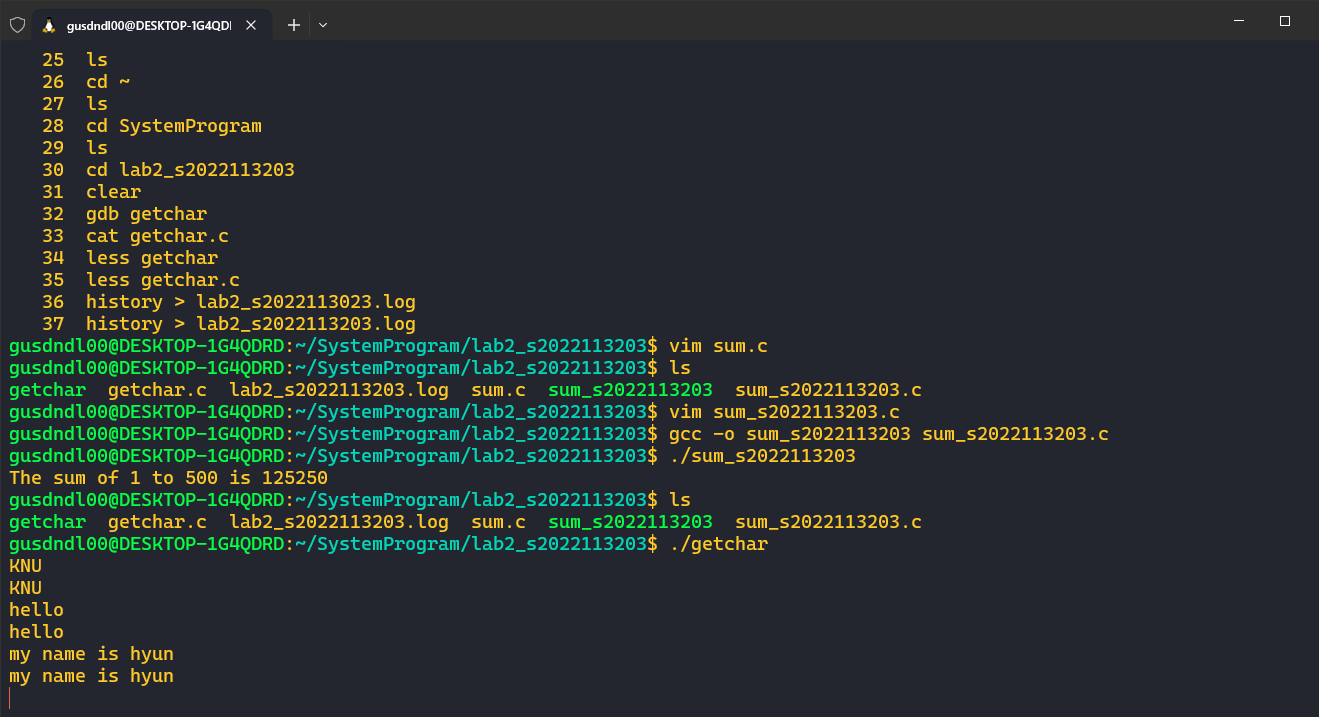 gusdndl00@DESKTOP-1G4QDI
25  ls
26  cd ~
27  ls
28  cd SystemProgram
29  ls
30  cd lab2_s2022113203
31  clear
32  gdb getchar
33  cat getchar.c
34  less getchar
35  less getchar.c
36  history > lab2_s2022113023.log
37  history > lab2_s2022113203.log
gusdndl00@DESKTOP-1G4QDRD:~/SystemProgram/lab2_s2022113203$ vim sum.c
gusdndl00@DESKTOP-1G4QDRD:~/SystemProgram/lab2_s2022113203$ ls
getchar  getchar.c  lab2_s2022113203.log  sum.c  sum_s2022113203  sum_s2022113203.c
gusdndl00@DESKTOP-1G4QDRD:~/SystemProgram/lab2_s2022113203$ vim sum_s2022113203.c
gusdndl00@DESKTOP-1G4QDRD:~/SystemProgram/lab2_s2022113203$ gcc -o sum_s2022113203 sum_s2022113203.c
gusdndl00@DESKTOP-1G4QDRD:~/SystemProgram/lab2_s2022113203$ ./sum_s2022113203
The sum of 1 to 500 is 125250
gusdndl00@DESKTOP-1G4QDRD:~/SystemProgram/lab2_s2022113203$ ls
getchar  getchar.c  lab2_s2022113203.log  sum.c  sum_s2022113203  sum_s2022113203.c
gusdndl00@DESKTOP-1G4QDRD:~/SystemProgram/lab2_s2022113203$ ./getchar
KNU
KNU
hello
hello
my name is hyun
my name is hyun